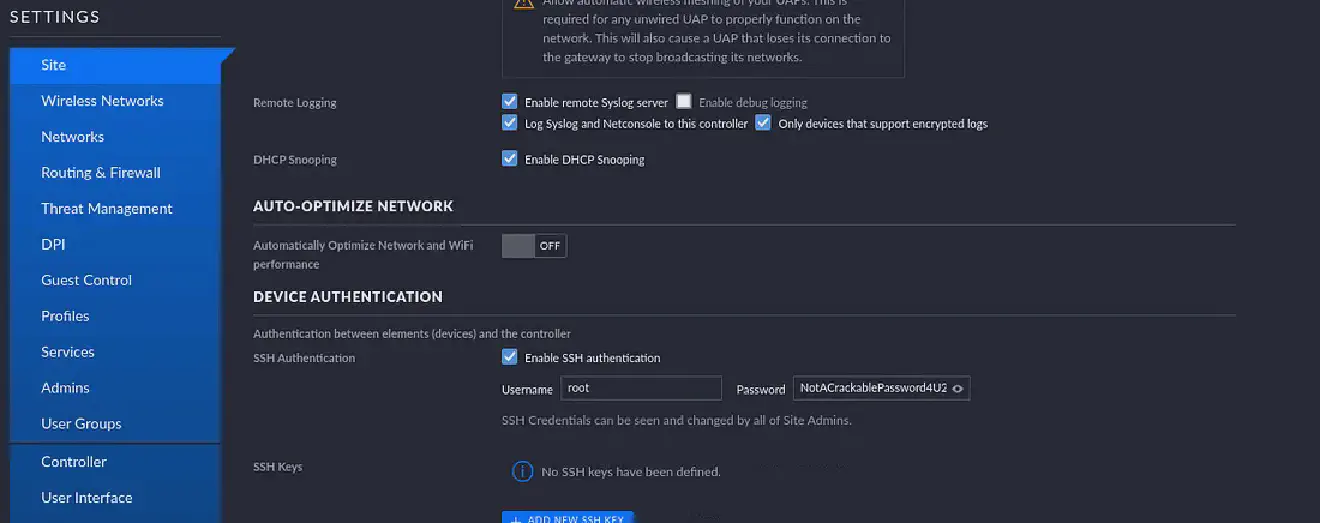 SETTINGS
Site
Wireless Networks
Networks
Routing & Firewall
Threat Management
DPI
Guest Control
Profiles
Services
Admins
User Groups
Controller
User Interface
Allow automatic wireless meshing of your UAPs. This is
required for any unwired UAP to properly function on the
network. This will also cause a UAP that loses its connection to
the gateway to stop broadcasting its networks.
Remote Logging
Enable remote Syslog server Enable debug logging
Log Syslog and Netconsole to this controller Only devices that support encrypted logs
DHCP Snooping
Enable DHCP Snooping
AUTO-OPTIMIZE NETWORK
Automatically Optimize Network and WiFi
performance
OFF
DEVICE AUTHENTICATION
Authentication between elements (devices) and the controller
SSH Authentication
Enable SSH authentication
Username root Password NotACrackablePassword4U2
SSH Credentials can be seen and changed by all of Site Admins.
SSH Keys
No SSH keys have been defined.
+ ADD NEW SSH KEY